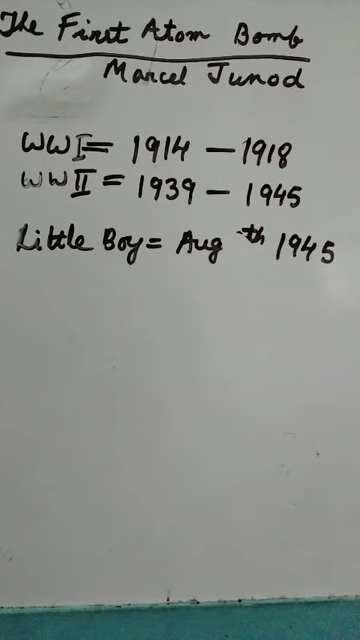 The First Atom Bomb
Marcel Junod
WWI = 1914 - 1918
WWII = 1939 - 1945
Little Boy = Aug th 1945